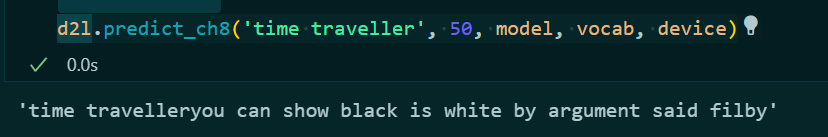 d2l.predict_ch8('time traveller', 50, model, vocab, device)
0.0s
'time travelleryou can show black is white by argument said filby'